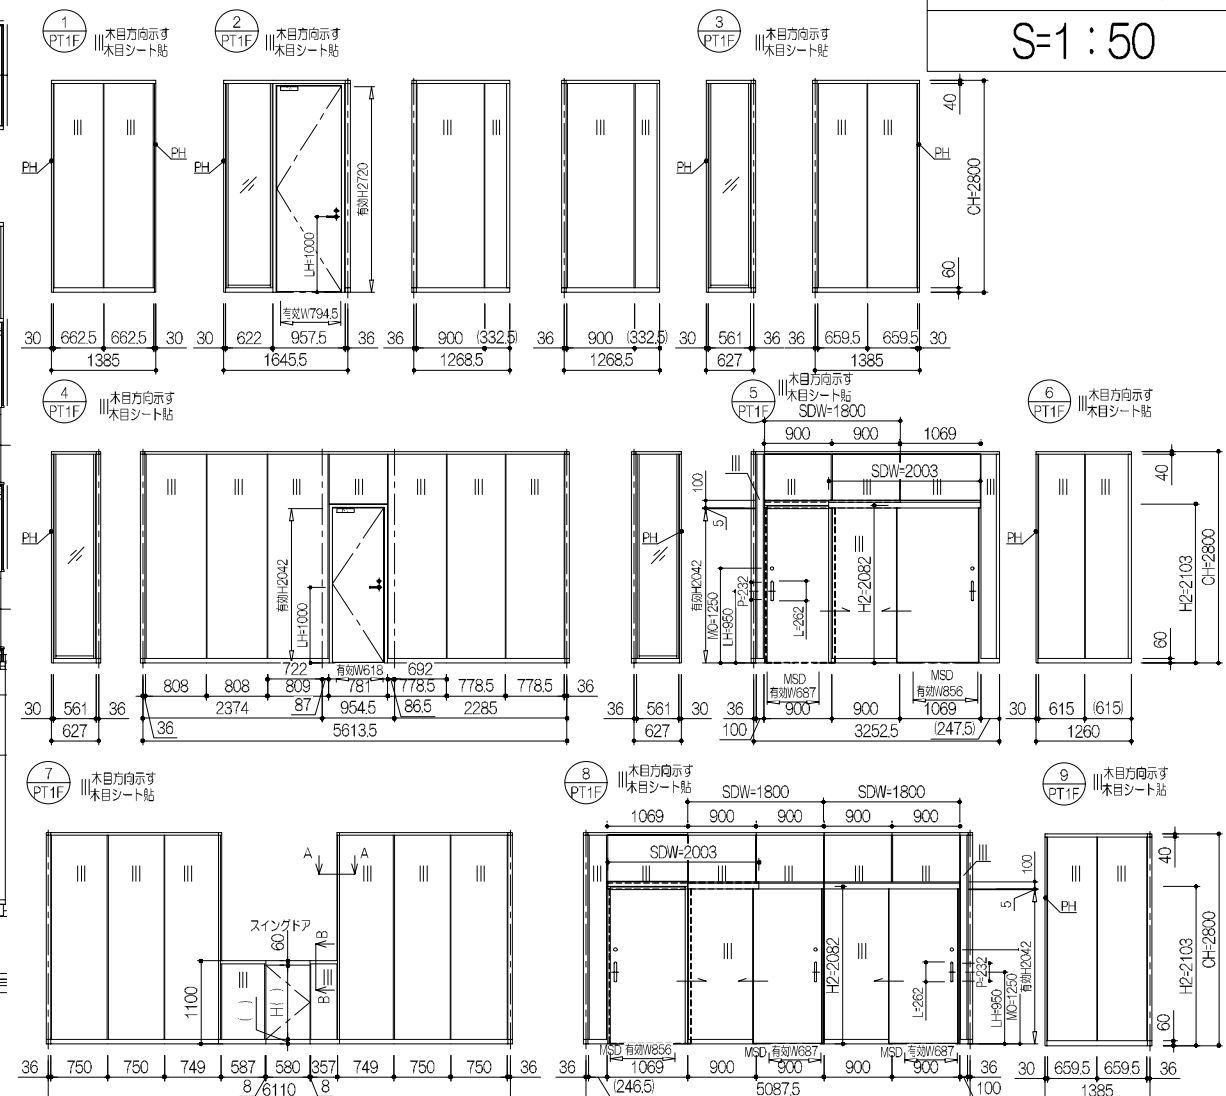 S=1:50
1 PT1F 木目方向示す
木目シート貼
2 PT1F 木目方向示す
木目シート貼
3 PT1F 木目方向示す
木目シート貼
PH PH PH PH PH
有効H2720
LH=1000
有効W794.5
40
CH=2800
60
30 662.5 662.5 30 30 622 957.5 36 36 900 (332.5) 36 900 (332.5) 30 561 36 36 659.5 659.5 30
1385 1645.5 1268.5 1268.5 627 1385
4 PT1F 木目方向示す
木目シート貼
5 PT1F 木目方向示す
木目シート貼
6 PT1F 木目方向示す
木目シート貼
SDW=1800
900 900 1069
SDW=2003
100
5
PH PH PH
有効H2042
LH=1000
有効H2042
MO=1250
LH=950
P=232
L=262
H2=2082
40
H2=2103
CH=2800
60
722 有効W618 692
MSD
有効W687
MSD
有効W856
808 808 809 781 778.5 778.5 778.5 36
30 561 36 2374 87 954.5 86.5 2285 36 561 30 36 900 900 1069 30 615 (615)
627 36 5613.5 627 100 3252.5 (247.5) 1260
7 PT1F 木目方向示す
木目シート貼
8 PT1F 木目方向示す
木目シート貼
9 PT1F 木目方向示す
木目シート貼
SDW=1800 SDW=1800
1069 900 900 900 900
SDW=2003
A A
スイングドア
60
B
B
1100
( )
H( )
100
5
H2=2082
L=262
P=232
LH=950
MO=1250
有効H2042
PH
40
H2=2103
CH=2800
60
MSD 有効W856 MSD 有効W687 MSD 有効W687
36 750 750 749 587 580 357 749 750 750 36 36 1069 900 900 900 900 36 30 659.5 659.5 36
8 6110 8 (246.5) 5087.5 100 1385